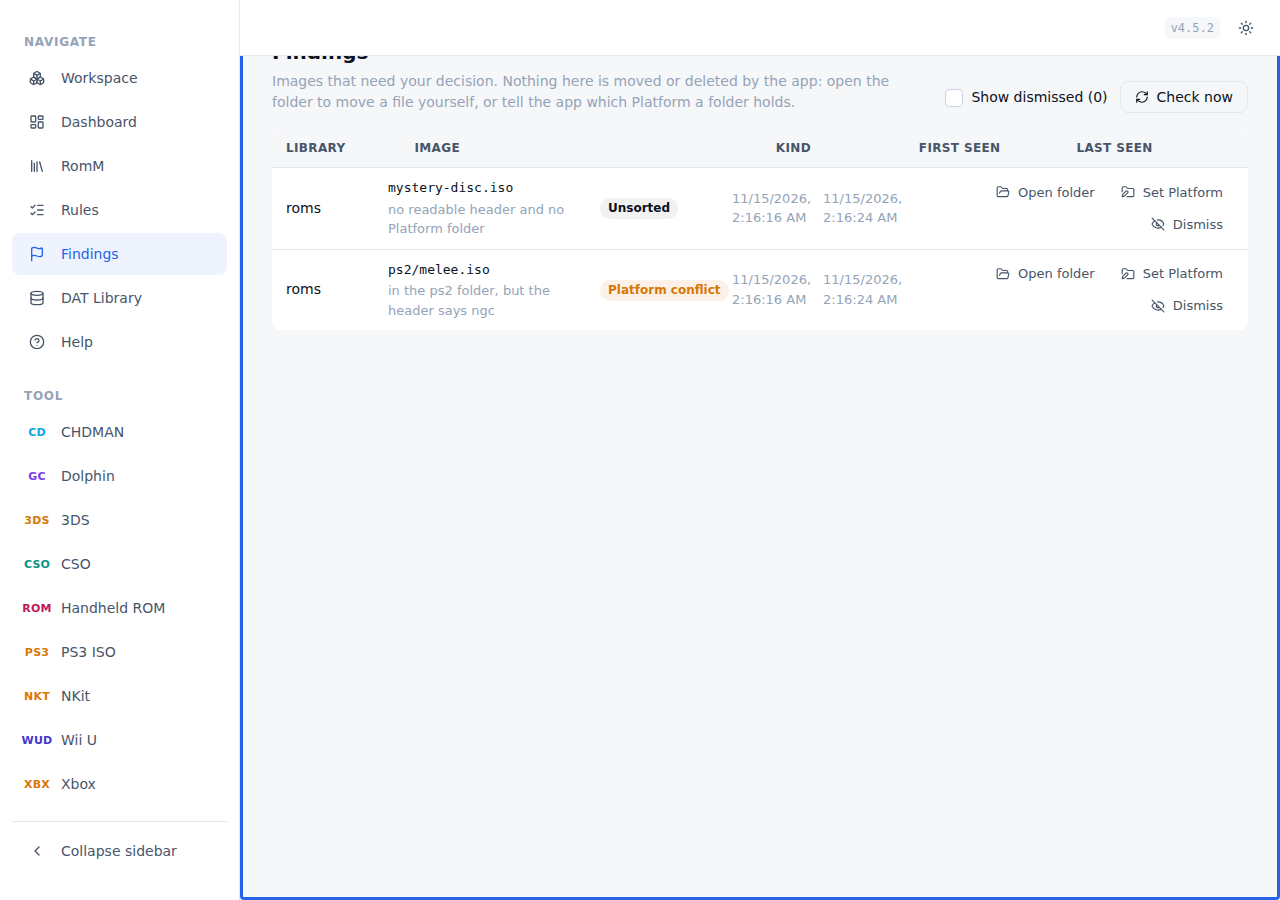 NAVIGATE
Workspace
Dashboard
RomM
Rules
Findings
DAT Library
Help
TOOL
CD CHDMAN
GC Dolphin
3DS 3DS
CSO CSO
ROM Handheld ROM
PS3 PS3 ISO
NKT NKit
WUD Wii U
XBX Xbox
Collapse sidebar
v4.5.2
Findings
Images that need your decision. Nothing here is moved or deleted by the app: open the
folder to move a file yourself, or tell the app which Platform a folder holds.
Show dismissed (0)
Check now
LIBRARY IMAGE KIND FIRST SEEN LAST SEEN
roms
mystery-disc.iso
no readable header and no
Platform folder
Unsorted
11/15/2026,
2:16:16 AM
11/15/2026,
2:16:24 AM
Open folder
Set Platform
Dismiss
roms
ps2/melee.iso
in the ps2 folder, but the
header says ngc
Platform conflict
11/15/2026,
2:16:16 AM
11/15/2026,
2:16:24 AM
Open folder
Set Platform
Dismiss